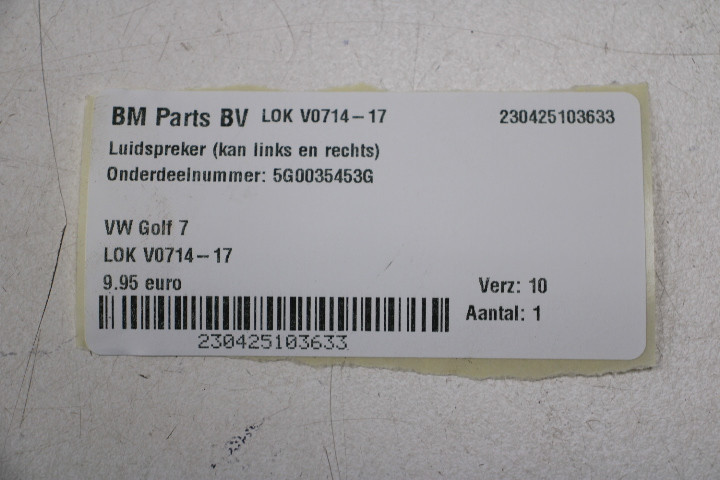 BM Parts BV LOK V0714-17 230425103633
Luidspreker (kan links en rechts)
Onderdeelnummer: 5G0035453G
VW Golf 7
LOK V0714-17
9.95 euro Verz: 10
Aantal: 1
230425103633